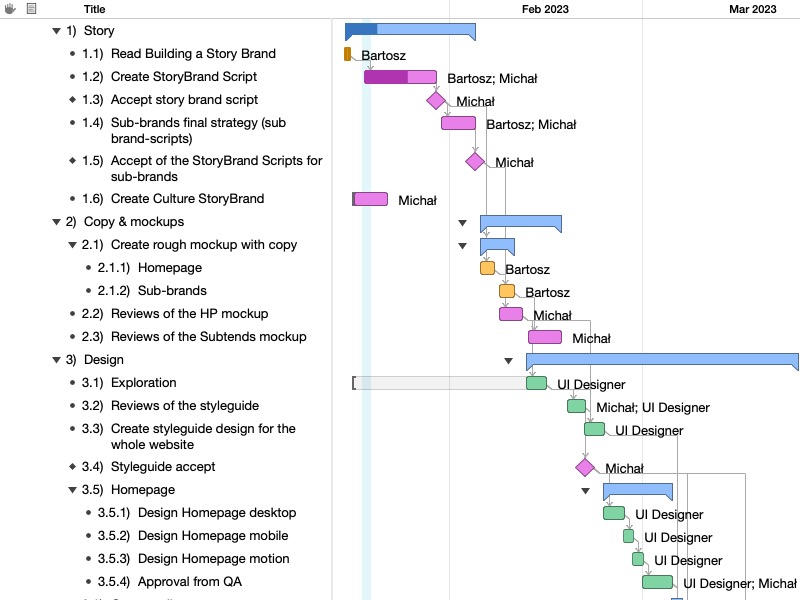 Title Feb 2023 Mar 2023
1) Story
1.1) Read Building a Story Brand Bartosz
1.2) Create StoryBrand Script Bartosz; Michał
1.3) Accept story brand script Michał
1.4) Sub-brands final strategy (sub Bartosz; Michał
brand-scripts)
1.5) Accept of the StoryBrand Scripts for Michał
sub-brands
1.6) Create Culture StoryBrand Michał
2) Copy & mockups
2.1) Create rough mockup with copy
2.1.1) Homepage Bartosz
2.1.2) Sub-brands Bartosz
2.2) Reviews of the HP mockup Michał
2.3) Reviews of the Subtends mockup Michał
3) Design
3.1) Exploration UI Designer
3.2) Reviews of the styleguide Michał; UI Designer
3.3) Create styleguide design for the UI Designer
whole website
3.4) Styleguide accept Michał
3.5) Homepage
3.5.1) Design Homepage desktop UI Designer
3.5.2) Design Homepage mobile UI Designer
3.5.3) Design Homepage motion UI Designer
3.5.4) Approval from QA UI Designer; Michał